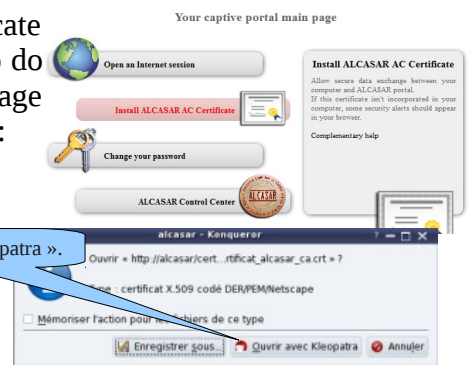 Your captive portal main page
cate
do
age
:
Open an Internet session
Install ALCASAR AC Certificate
Change your password
ALCASAR Control Center
ALCASAR
Install ALCASAR AC Certificate
Allow secure data exchange between your
computer and ALCASAR portal.
If this certificate isn't incorporated in your
computer, some security alerts should appear
in your browser.
Complementary help
patra ».
alcasar - Konqueror
Ouvrir « http://alcasar/cert...rtificat_alcasar_ca.crt » ?
: certificat X.509 codé DER/PEM/Netscape
Mémoriser l'action pour les fichiers de ce type
Enregistrer sous...
Ouvrir avec Kleopatra
Annuler